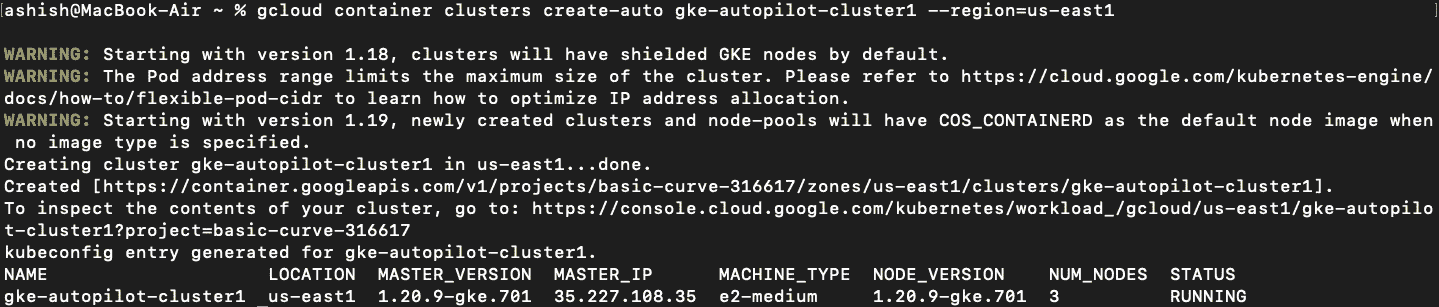 ashish@MacBook-Air ~ % gcloud container clusters create-auto gke-autopilot-cluster1 --region=us-east1
WARNING: Starting with version 1.18, clusters will have shielded GKE nodes by default.
WARNING: The Pod address range limits the maximum size of the cluster. Please refer to https://cloud.google.com/kubernetes-engine/
docs/how-to/flexible-pod-cidr to learn how to optimize IP address allocation.
WARNING: Starting with version 1.19, newly created clusters and node-pools will have COS_CONTAINERD as the default node image when
no image type is specified.
Creating cluster gke-autopilot-cluster1 in us-east1...done.
Created [https://container.googleapis.com/v1/projects/basic-curve-316617/zones/us-east1/clusters/gke-autopilot-cluster1].
To inspect the contents of your cluster, go to: https://console.cloud.google.com/kubernetes/workload_/gcloud/us-east1/gke-autopilo
t-cluster1?project=basic-curve-316617
kubeconfig entry generated for gke-autopilot-cluster1.
NAME LOCATION MASTER_VERSION MASTER_IP MACHINE_TYPE NODE_VERSION NUM_NODES STATUS
gke-autopilot-cluster1 us-east1 1.20.9-gke.701 35.227.108.35 e2-medium 1.20.9-gke.701 3 RUNNING